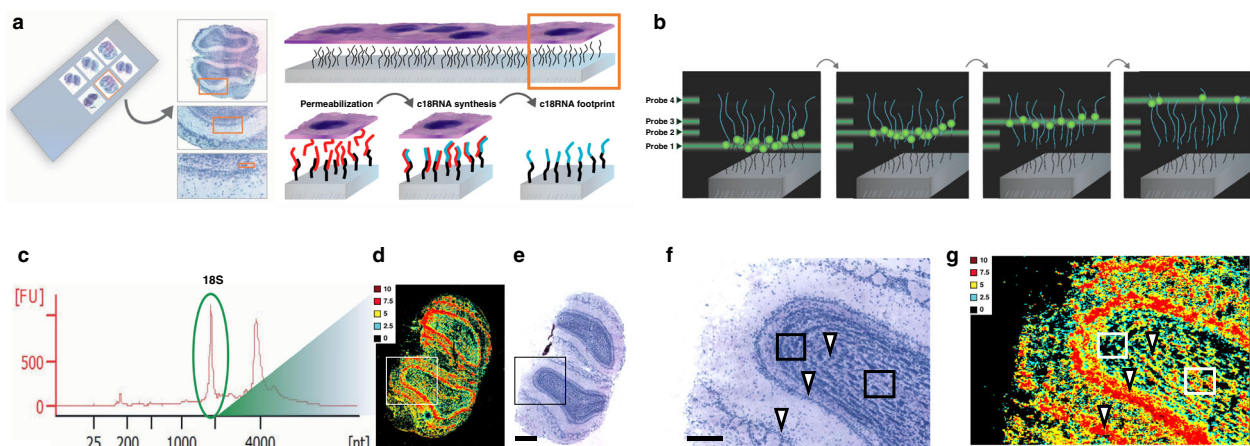 a
Permeabilization
c18RNA synthesis
c18RNA footprint
b
Probe 4
Probe 3
Probe 2
Probe 1
c
18S
[FU]
500
0
25 200 1000 4000 [nt]
d
10
7.5
5
2.5
0
e
f
g
10
7.5
5
2.5
0